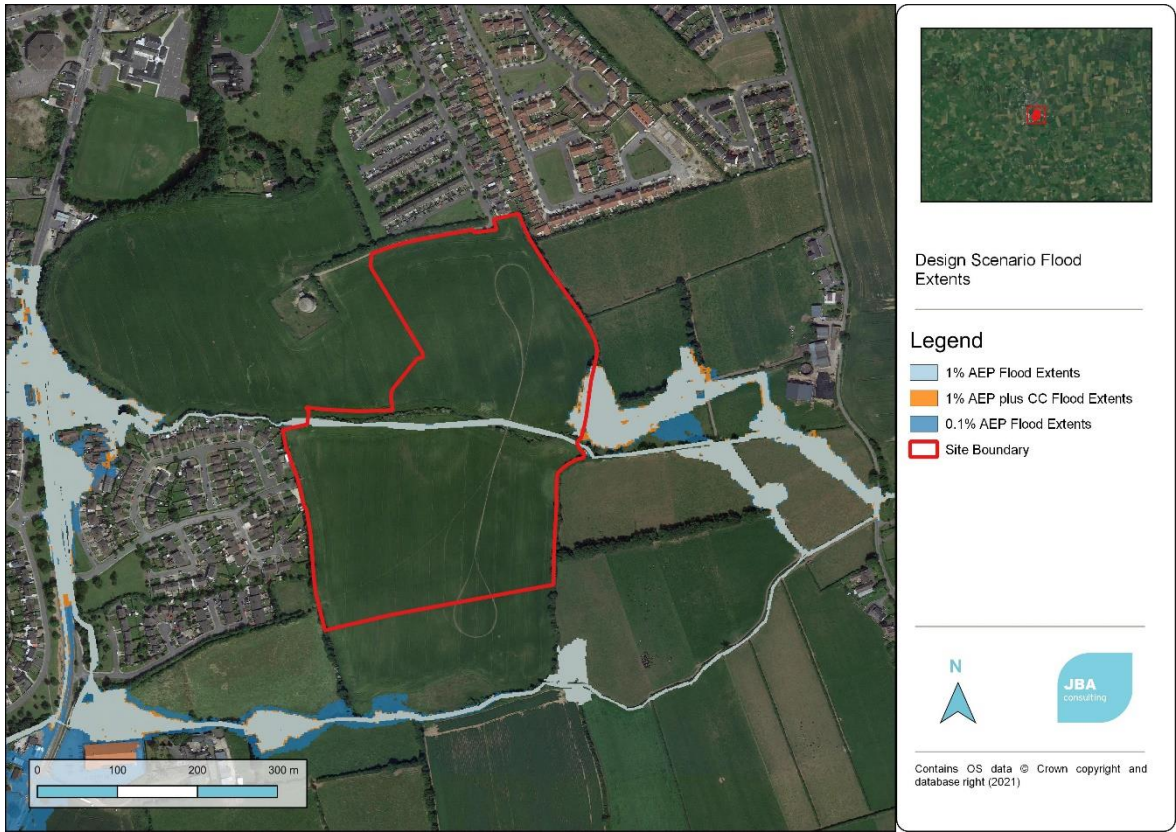 Design Scenario Flood
Extents
Legend
1% AEP Flood Extents
1% AEP plus CC Flood Extents
0.1% AEP Flood Extents
Site Boundary
N
JBA
consulting
Contains OS data © Crown copyright and
database right (2021)
0 100 200 300 m